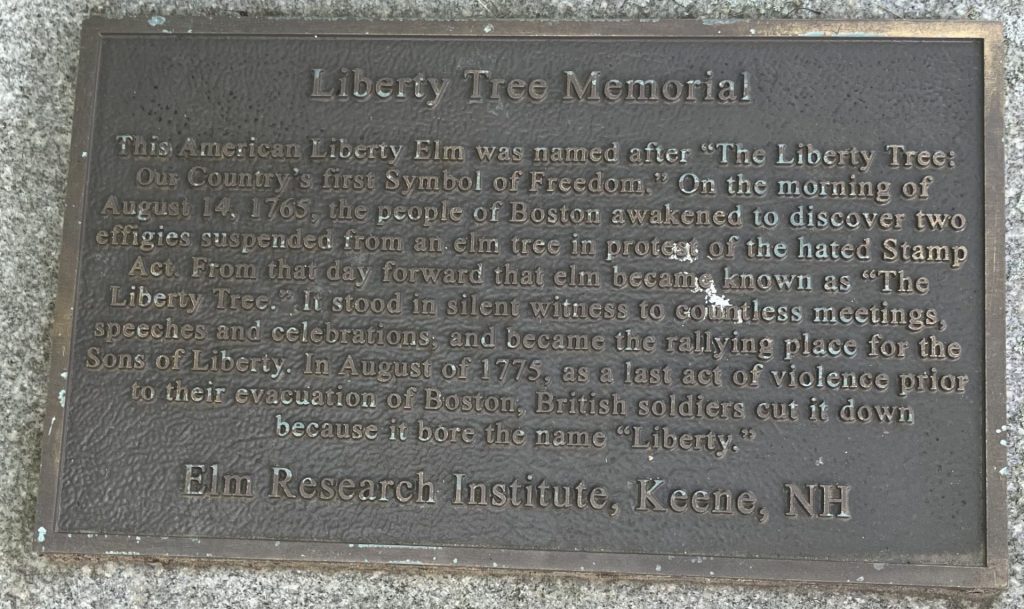 Liberty Tree Memorial
This American Liberty Elm was named after “The Liberty Tree:
Our Country’s first Symbol of Freedom.” On the morning of
August 14, 1765, the people of Boston awakened to discover two
effigies suspended from an elm tree in protest of the hated Stamp
Act. From that day forward that elm became known as “The
Liberty Tree.” It stood in silent witness to countless meetings,
speeches and celebrations, and became the rallying place for the
Sons of Liberty. In August of 1775, as a last act of violence prior
to their evacuation of Boston, British soldiers cut it down
because it bore the name “Liberty.”
Elm Research Institute, Keene, NH